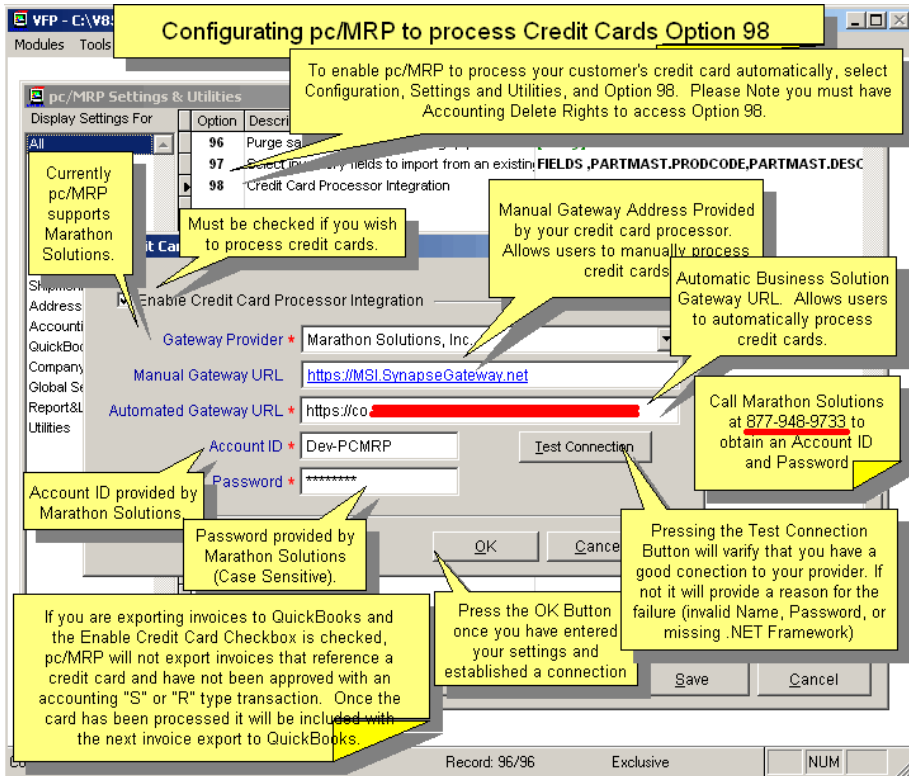 VFP - C:\V85
Configurating pc/MRP to process Credit Cards Option 98
Modules Tools
To enable pc/MRP to process your customer's credit card automatically, select
Configuration, Settings and Utilities, and Option 98. Please Note you must have
Accounting Delete Rights to access Option 98.
pc/MRP Settings & Utilities
Display Settings For
Option
All
96 Purge sa
97 FIELDS ,PARTMAST.PRODCODE,PARTMAST.DESC
98 Credit Card Processor Integration
Currently
pc/MRP
supports
Marathon
Solutions.
Must be checked if you wish
to process credit cards.
Manual Gateway Address Provided
by your credit card processor.
Allows users to manually process
credit cards
Automatic Business Solution
Gateway URL. Allows users
to automatically process
credit cards.
Address
Accounti
QuickBoo
Company
Global Se
Report&L
Utilities
Enable Credit Card Processor Integration
Gateway Provider * Marathon Solutions, Inc.
Manual Gateway URL https://MSI.SynapseGateway.net
Automated Gateway URL * https://co
Account ID * Dev-PCMRP
Test Connection
Password * ********
Call Marathon Solutions
at 877-948-9733 to
obtain an Account ID
and Password
Account ID provided by
Marathon Solutions
Password provided by
Marathon Solutions
(Case Sensitive).
OK
Cance
Pressing the Test Connection
Button will varify that you have a
good conection to your provider. If
not it will provide a reason for the
failure (invalid Name, Password, or
missing .NET Framework)
Press the OK Button
once you have entered
your settings and
established a connection
If you are exporting invoices to QuickBooks and
the Enable Credit Card Checkbox is checked,
pc/MRP will not export invoices that reference a
credit card and have not been approved with an
accounting "S" or "R" type transaction. Once the
card has been processed it will be included with
the next invoice export to QuickBooks.
Save
Cancel
Record: 96/96
Exclusive
NUM